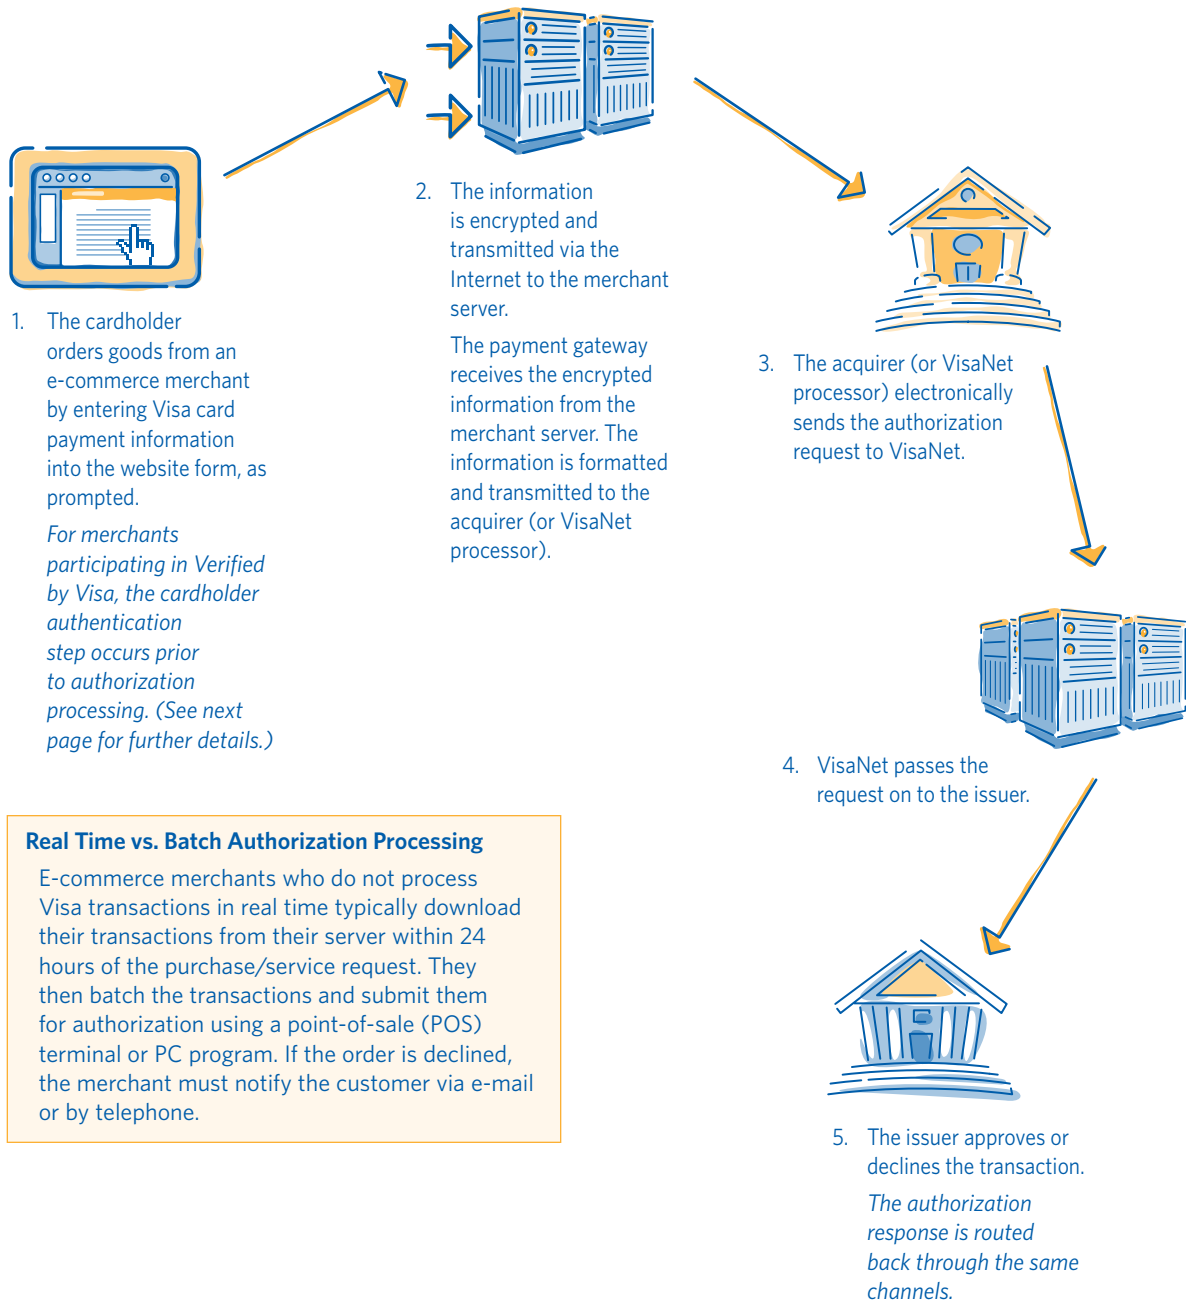 1. The cardholder
orders goods from an
e-commerce merchant
by entering Visa card
payment information
into the website form, as
prompted.
For merchants
participating in Verified
by Visa, the cardholder
authentication
step occurs prior
to authorization
processing. (See next
page for further details.)
2. The information
is encrypted and
transmitted via the
Internet to the merchant
server.
The payment gateway
receives the encrypted
information from the
merchant server. The
information is formatted
and transmitted to the
acquirer (or VisaNet
processor).
3. The acquirer (or VisaNet
processor) electronically
sends the authorization
request to VisaNet.
4. VisaNet passes the
request on to the issuer.
Real Time vs. Batch Authorization Processing
E-commerce merchants who do not process
Visa transactions in real time typically download
their transactions from their server within 24
hours of the purchase/service request. They
then batch the transactions and submit them
for authorization using a point-of-sale (POS)
terminal or PC program. If the order is declined,
the merchant must notify the customer via e-mail
or by telephone.
5. The issuer approves or
declines the transaction.
The authorization
response is routed
back through the same
channels.